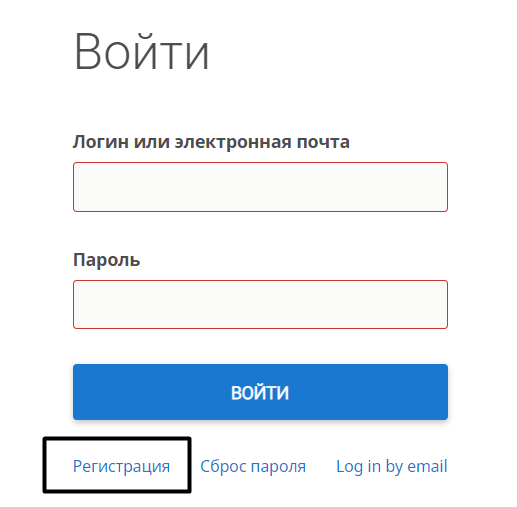 Войти
Логин или электронная почта
Пароль
ВОЙТИ
Регистрация Сброс пароля Log in by email